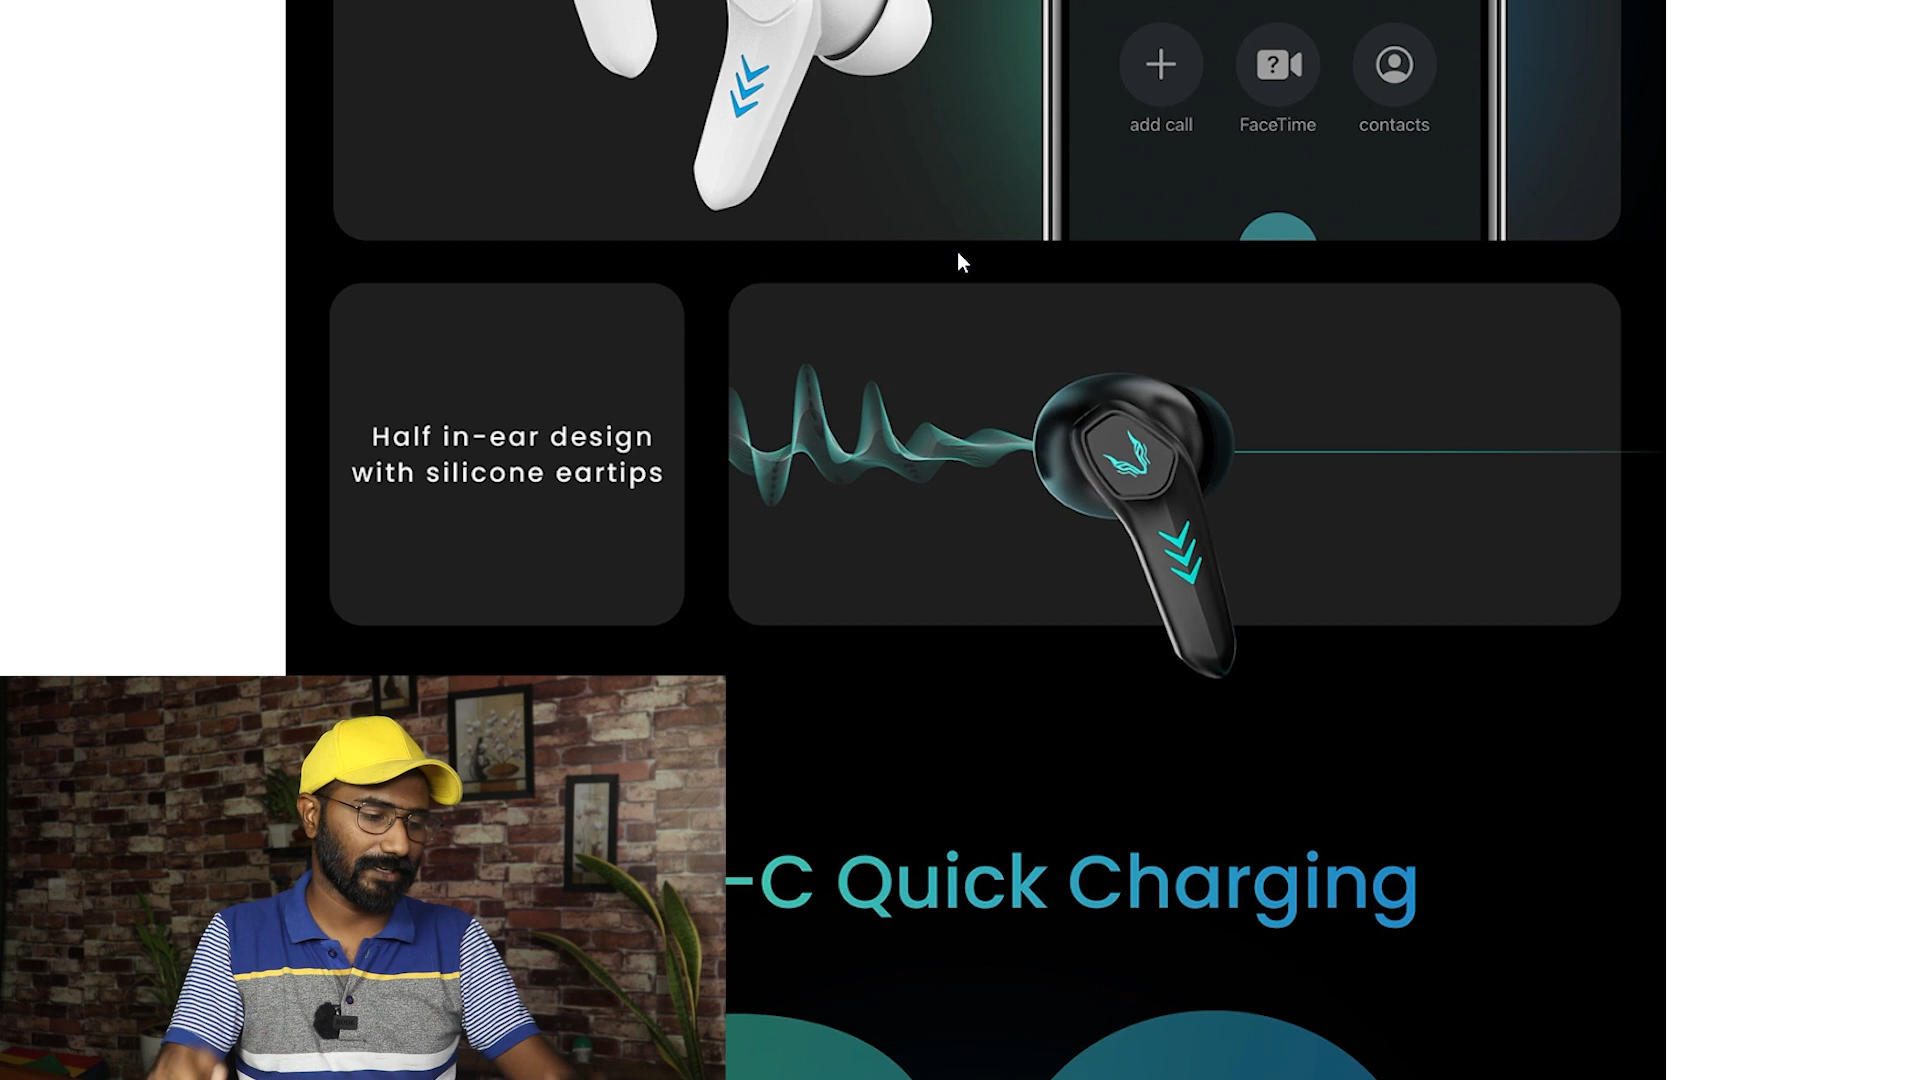 add call
FaceTime
contacts
Half in-ear design
with silicone eartips
-C Quick Charging